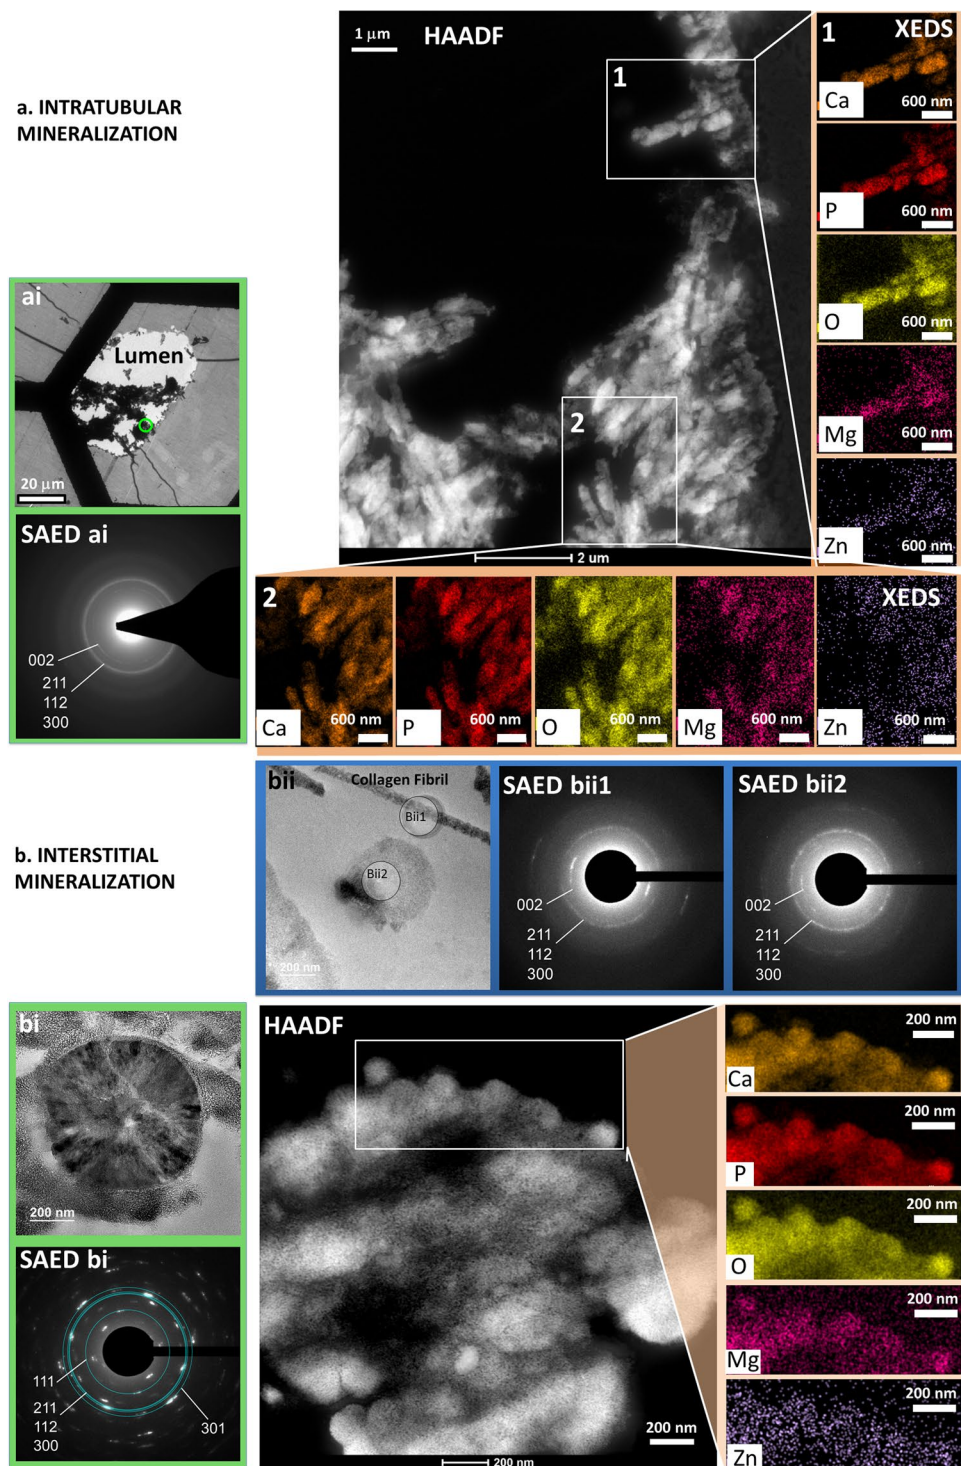 a. INTRATUBULAR
MINERALIZATION
1 µm
HAADF
1
2
2 um
1
XEDS
Ca
600 nm
P
600 nm
O
600 nm
Mg
600 nm
Zn
600 nm
ai
Lumen
20 µm
SAED ai
002
211
112
300
2
XEDS
Ca
600 nm
P
600 nm
O
600 nm
Mg
600 nm
Zn
600 nm
b. INTERSTITIAL
MINERALIZATION
bii
Collagen Fibril
Bii1
Bii2
200 nm
SAED bii1
002
211
112
300
SAED bii2
002
211
112
300
bi
200 nm
SAED bi
111
211
112
300
301
HAADF
200 nm
200 nm
200 nm
Ca
200 nm
P
200 nm
O
200 nm
Mg
200 nm
Zn